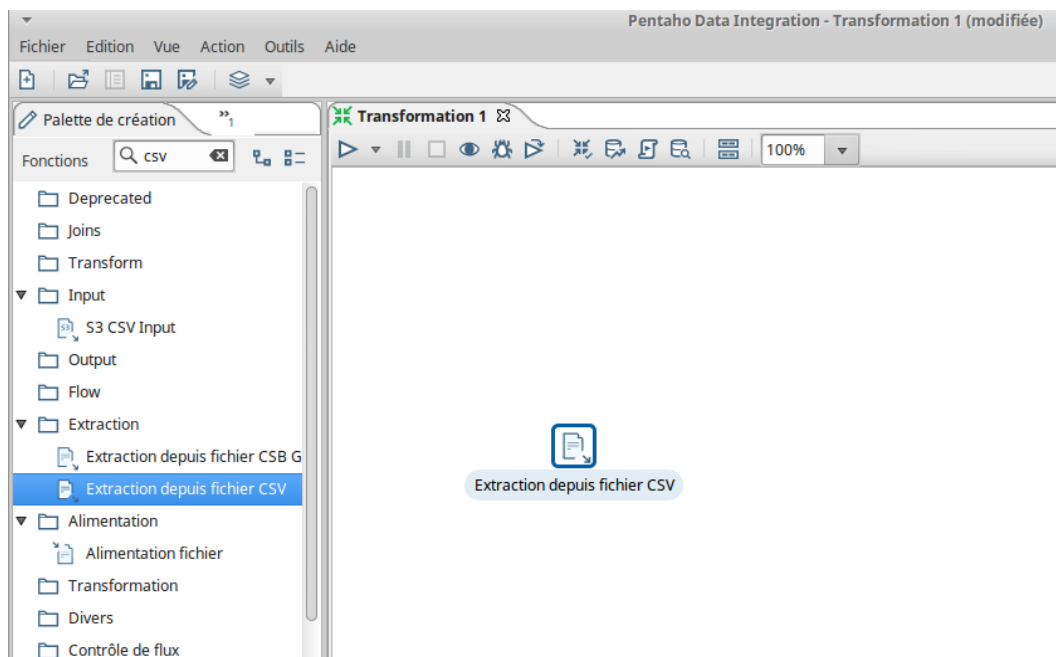 Pentaho Data Integration - Transformation 1 (modifiée)
Fichier Edition Vue Action Outils Aide
Palette de création »1
Transformation 1
Fonctions csv
100%
Deprecated
Joins
Transform
Input
S3 CSV Input
Output
Flow
Extraction
Extraction depuis fichier CSB G
Extraction depuis fichier CSV
Alimentation
Alimentation fichier
Transformation
Divers
Contrôle de flux
Extraction depuis fichier CSV